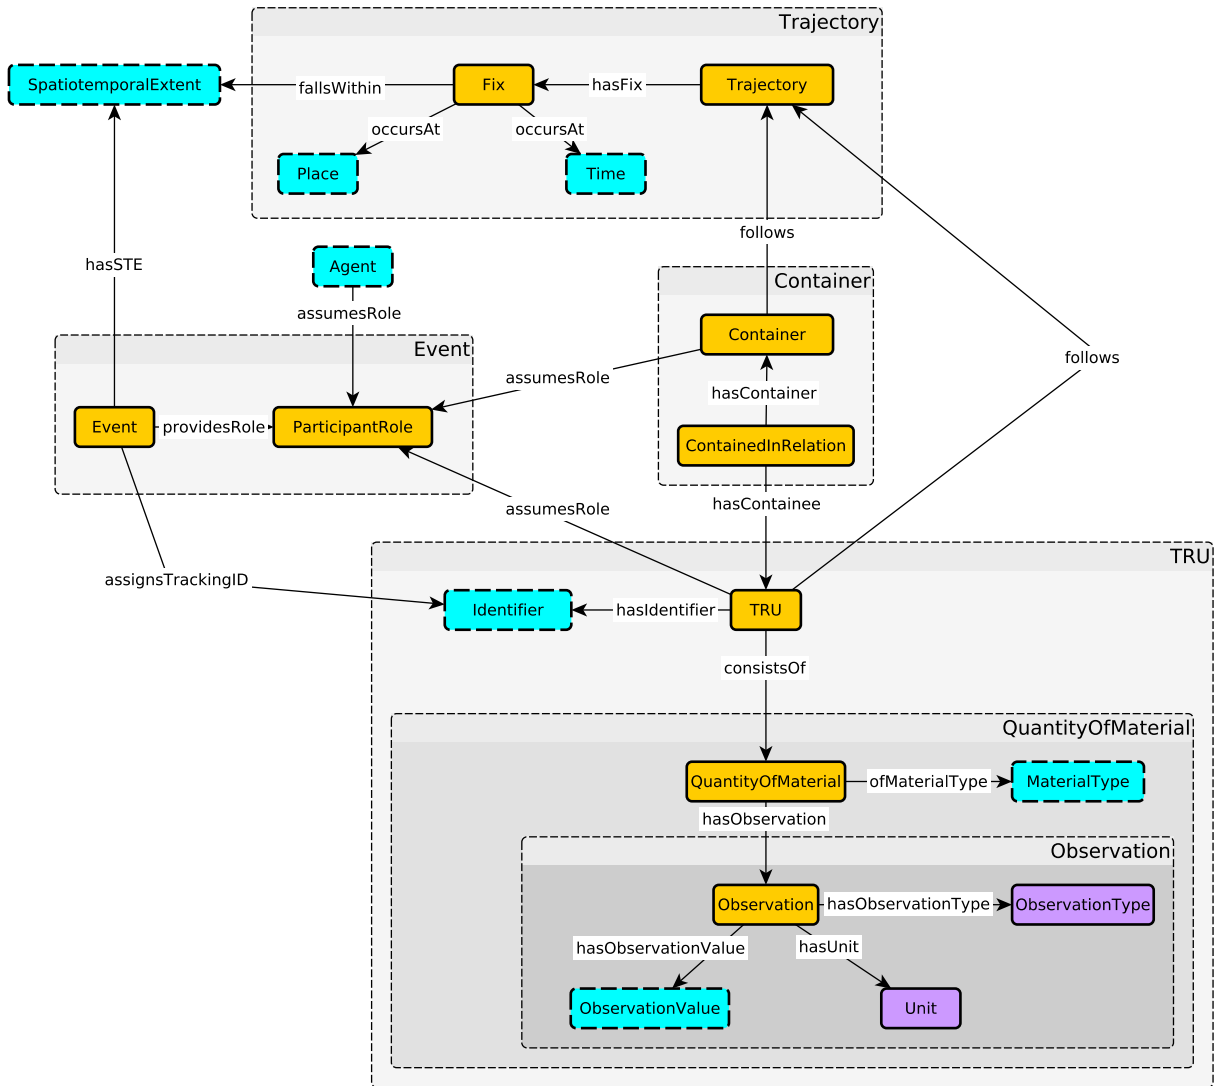 Trajectory
SpatiotemporalExtent
fallsWithin
Fix
hasFix
Trajectory
occursAt
occursAt
Place
Time
follows
hasSTE
Agent
Container
assumesRole
Container
Event
follows
assumesRole
hasContainer
Event
providesRole
ParticipantRole
ContainedInRelation
assumesRole
hasContainee
TRU
assignsTrackingID
Identifier
hasIdentifier
TRU
consistsOf
QuantityOfMaterial
QuantityOfMaterial
ofMaterialType
MaterialType
hasObservation
Observation
Observation
hasObservationType
ObservationType
hasObservationValue
hasUnit
ObservationValue
Unit